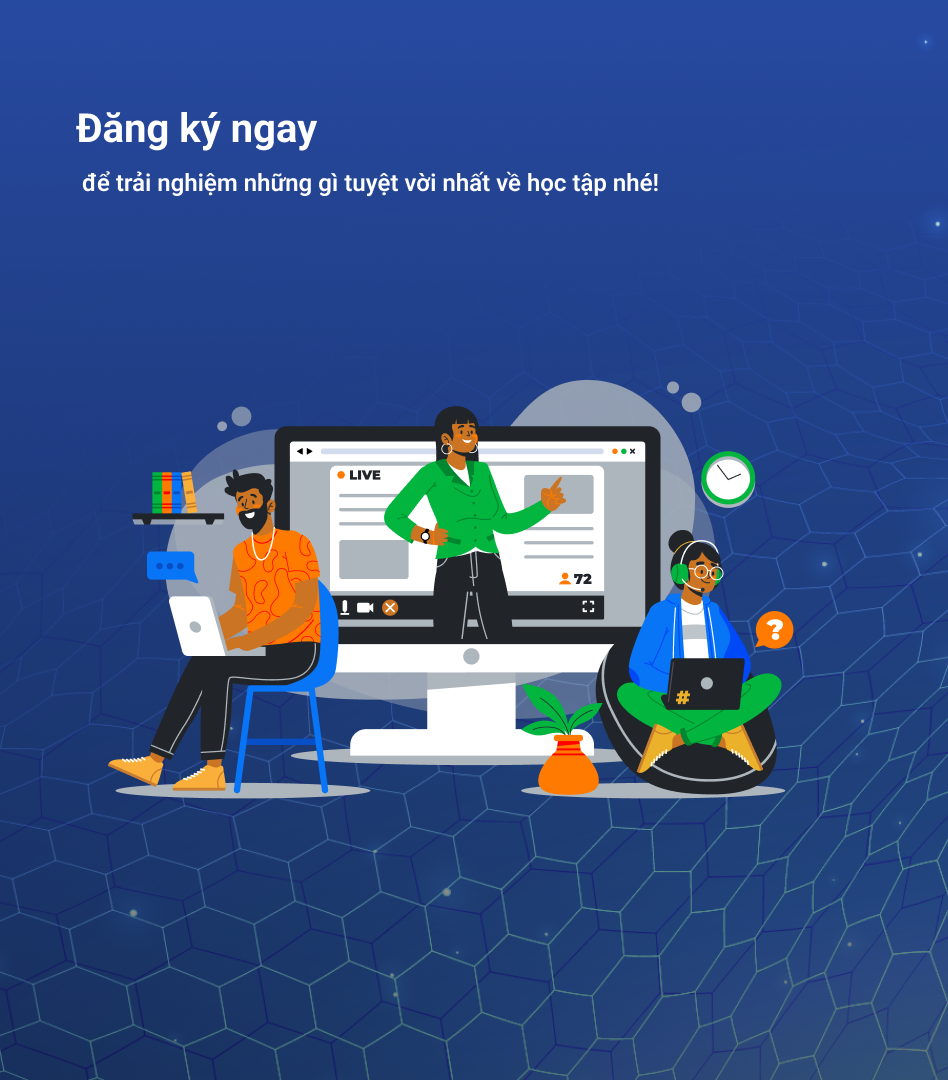 Đăng ký ngay
để trải nghiệm những gì tuyệt vời nhất về học tập nhé!
LIVE
72
?
#